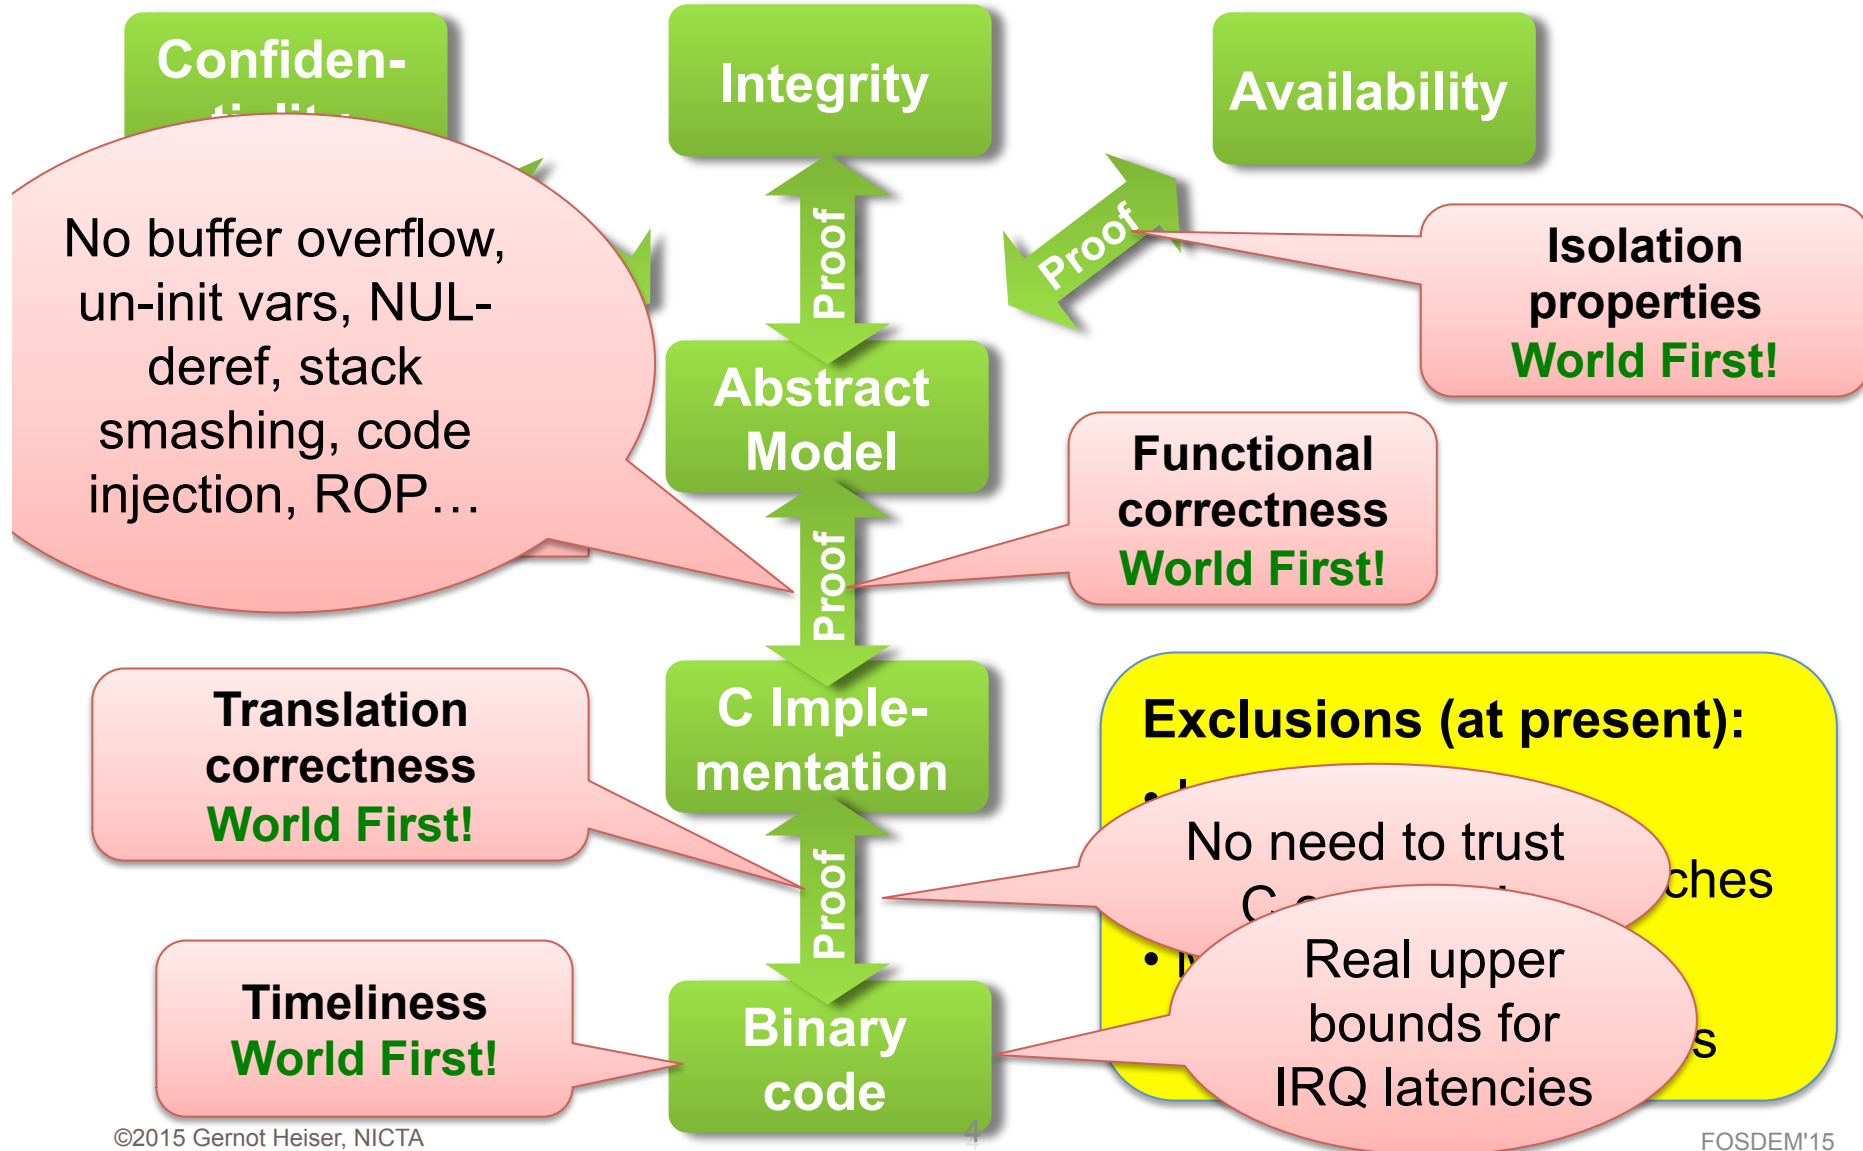 Confiden-
Integrity
Availability
No buffer overflow,
un-init vars, NUL-
deref, stack
smashing, code
injection, ROP…
Proof
Proof
Isolation
properties
World First!
Abstract
Model
Functional
correctness
World First!
Proof
Translation
correctness
World First!
C Imple-
mentation
Exclusions (at present):
No need to trust
C
ches
Proof
Real upper
bounds for
IRQ latencies
s
Timeliness
World First!
Binary
code
©2015 Gernot Heiser, NICTA
4
FOSDEM'15